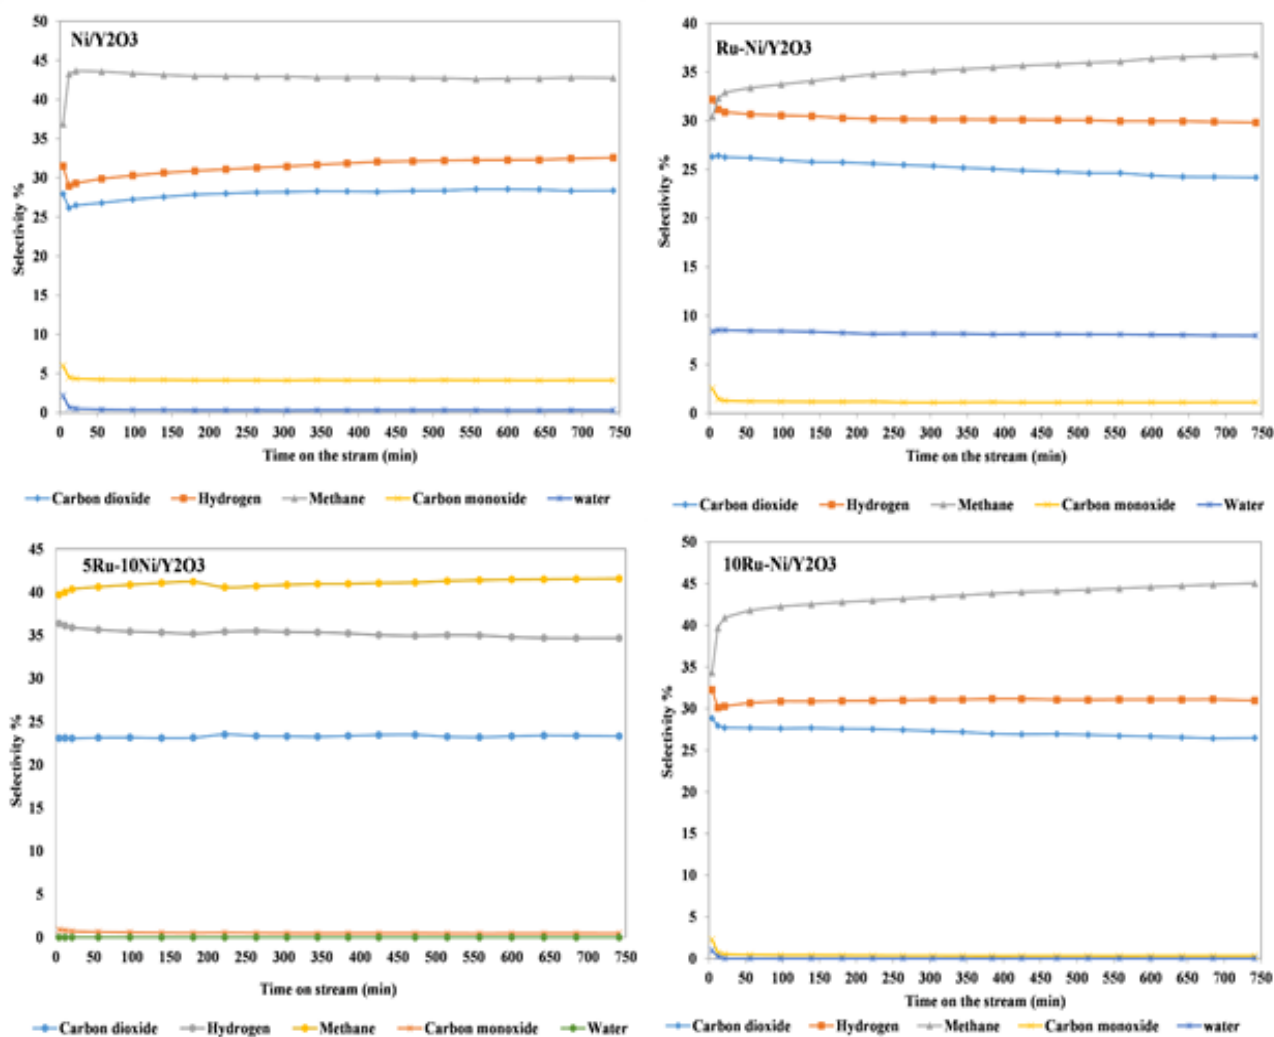 Ni/Y2O3
Selectivity %
50
45
40
35
30
25
20
15
10
5
0
0 50 100 150 200 250 300 350 400 450 500 550 600 650 700 750
Time on the stram (min)
Carbon dioxide Hydrogen Methane Carbon monoxide water
Ru-Ni/Y2O3
Selectivity %
40
35
30
25
20
15
10
5
0
0 50 100 150 200 250 300 350 400 450 500 550 600 650 700 750
Time on the stream (min)
Carbon dioxide Hydrogen Methane Carbon monoxide Water
5Ru-10Ni/Y2O3
Selectivity %
45
40
35
30
25
20
15
10
5
0
0 50 100 150 200 250 300 350 400 450 500 550 600 650 700 750
Time on stream (min)
Carbon dioxide Hydrogen Methane Carbon monoxide Water
10Ru-Ni/Y2O3
Selectivity %
50
45
40
35
30
25
20
15
10
5
0
0 50 100 150 200 250 300 350 400 450 500 550 600 650 700 750
Time on the stream (min)
Carbon dioxide Hydrogen Methane Carbon monoxide water